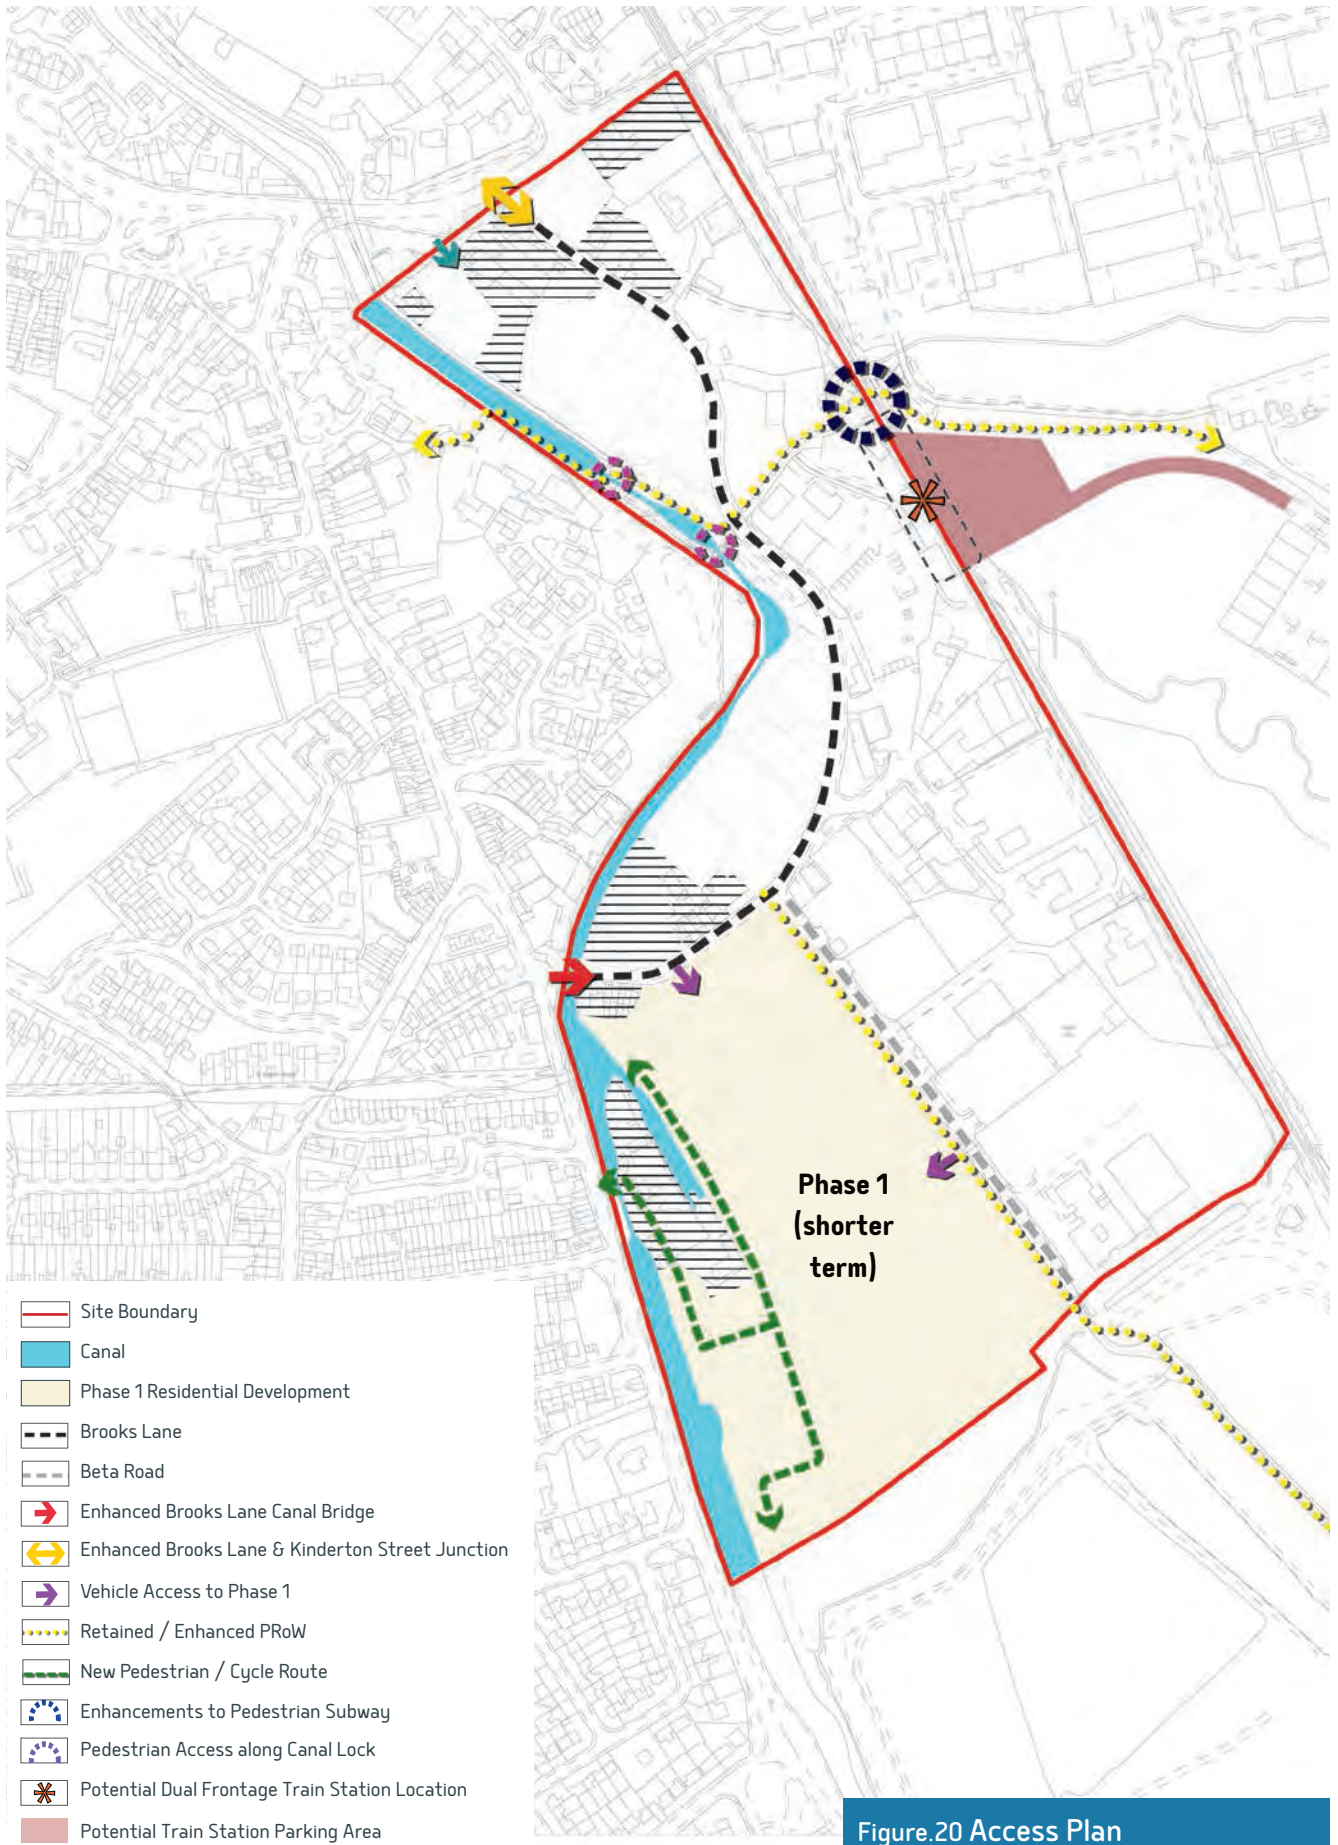 Phase 1
(shorter
term)
Site Boundary
Canal
Phase 1 Residential Development
Brooks Lane
Beta Road
Enhanced Brooks Lane Canal Bridge
Enhanced Brooks Lane & Kinderton Street Junction
Vehicle Access to Phase 1
Retained / Enhanced PRoW
New Pedestrian / Cycle Route
Enhancements to Pedestrian Subway
Pedestrian Access along Canal Lock
Potential Dual Frontage Train Station Location
Potential Train Station Parking Area
Figure.20 Access Plan